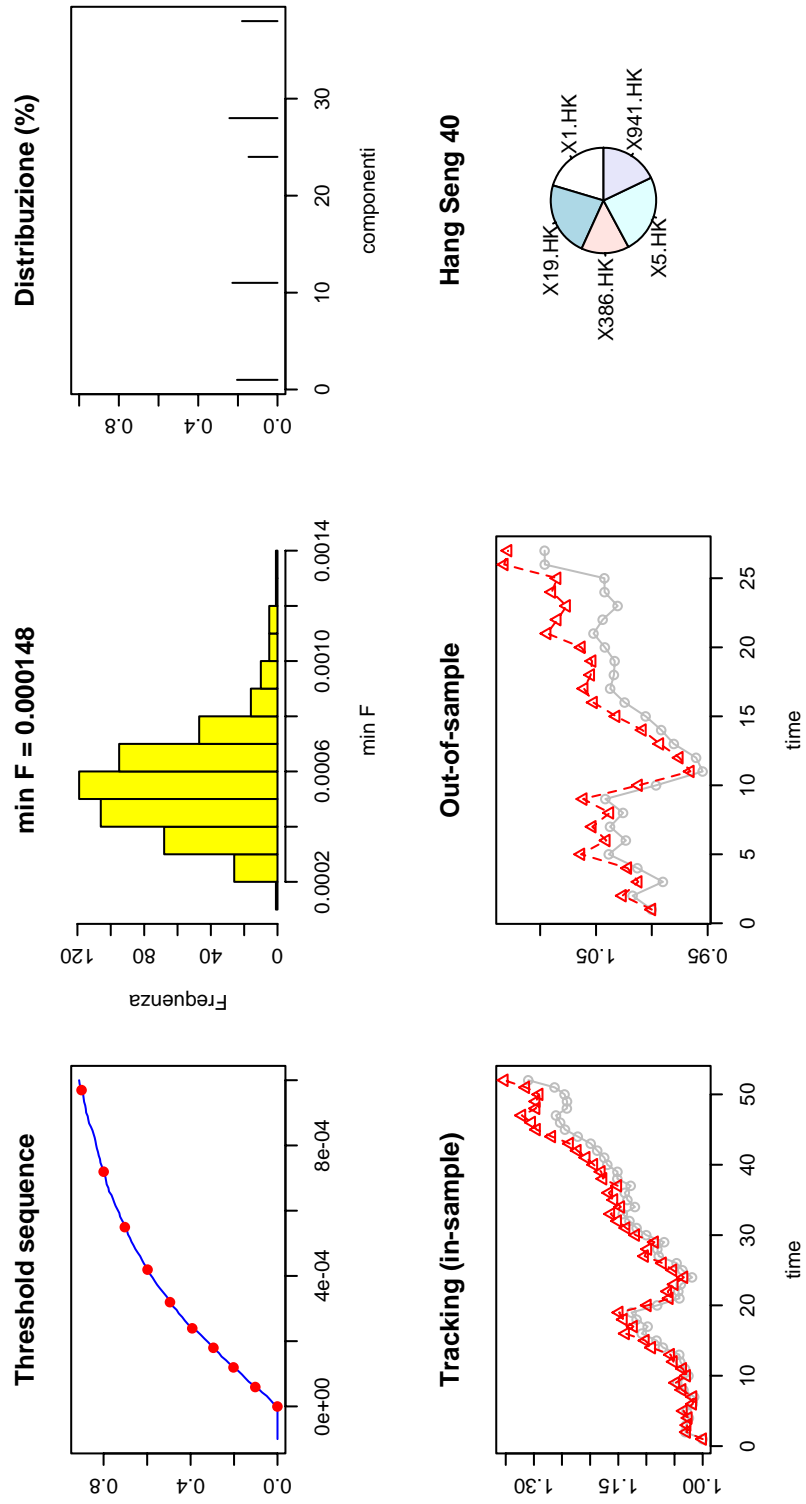 Threshold sequence
0.0
0.4
0.8
0e+00
4e-04
8e-04
min F = 0.000148
Frequenza
0
40
80
120
0.0002
0.0006
0.0010
0.0014
min F
Distribuzione (%)
0.0
0.4
0.8
0
10
20
30
componenti
Tracking (in-sample)
1.00
1.15
1.30
0
10
20
30
40
50
time
Out-of-sample
0.95
1.05
0
5
10
15
20
25
time
Hang Seng 40
X1.HK
X19.HK
X386.HK
X5.HK
X941.HK